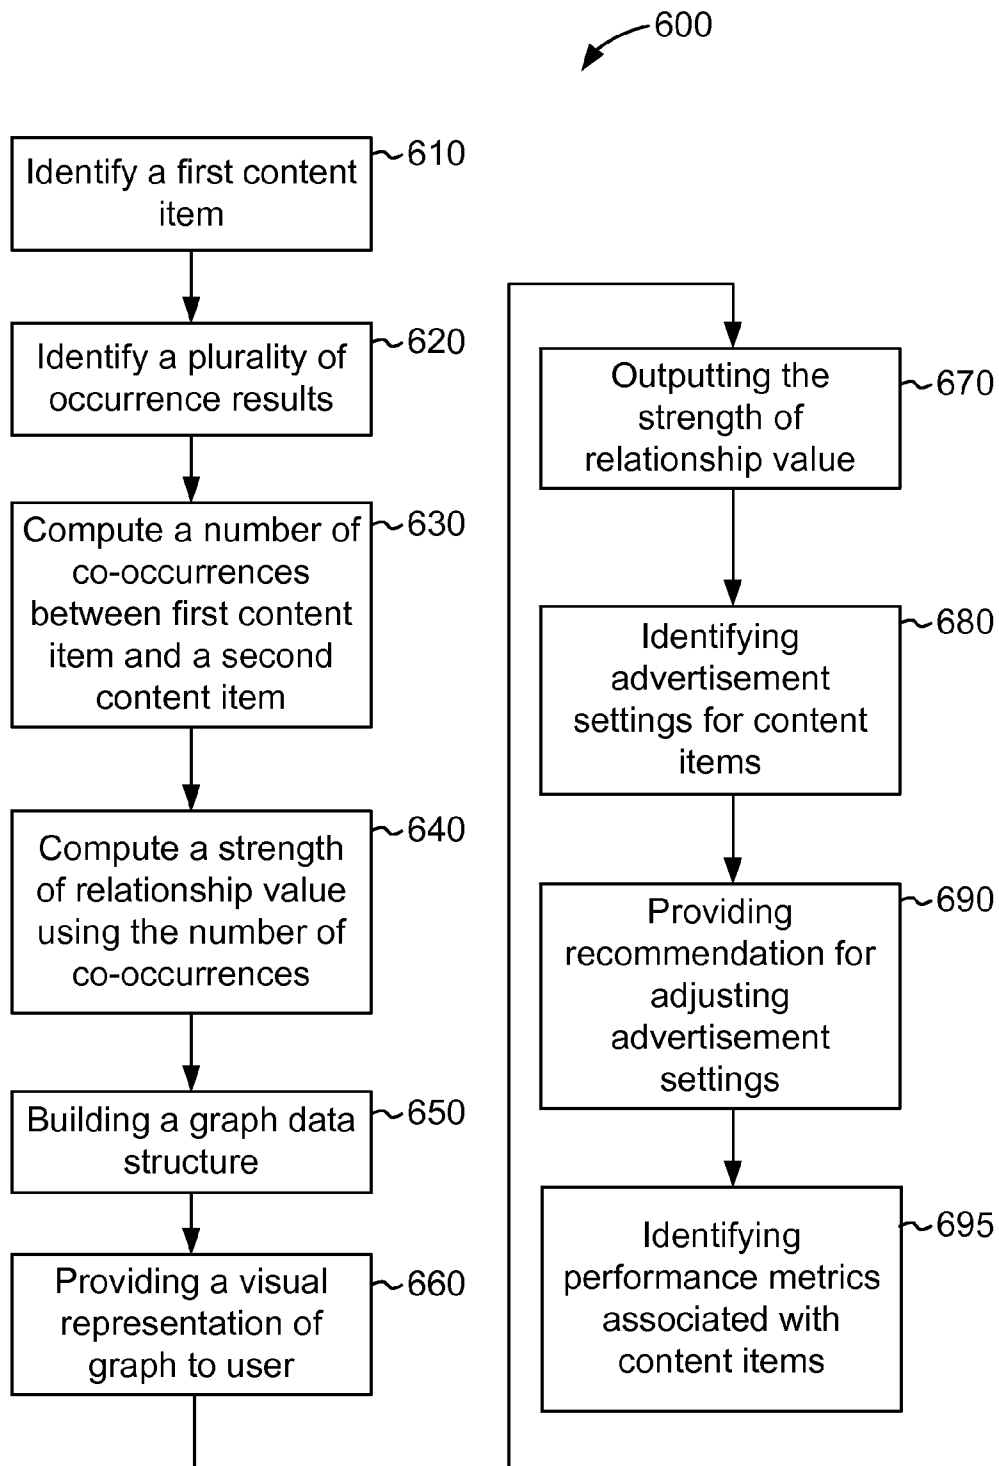 600
Identify a first content
item
610
Identify a plurality of
occurrence results
620
Compute a number of
co-occurrences
between first content
item and a second
content item
630
Compute a strength
of relationship value
using the number of
co-occurrences
640
Building a graph data
structure
650
Providing a visual
representation of
graph to user
660
Outputting the
strength of
relationship value
670
Identifying
advertisement
settings for content
items
680
Providing
recommendation for
adjusting
advertisement
settings
690
Identifying
performance metrics
associated with
content items
695